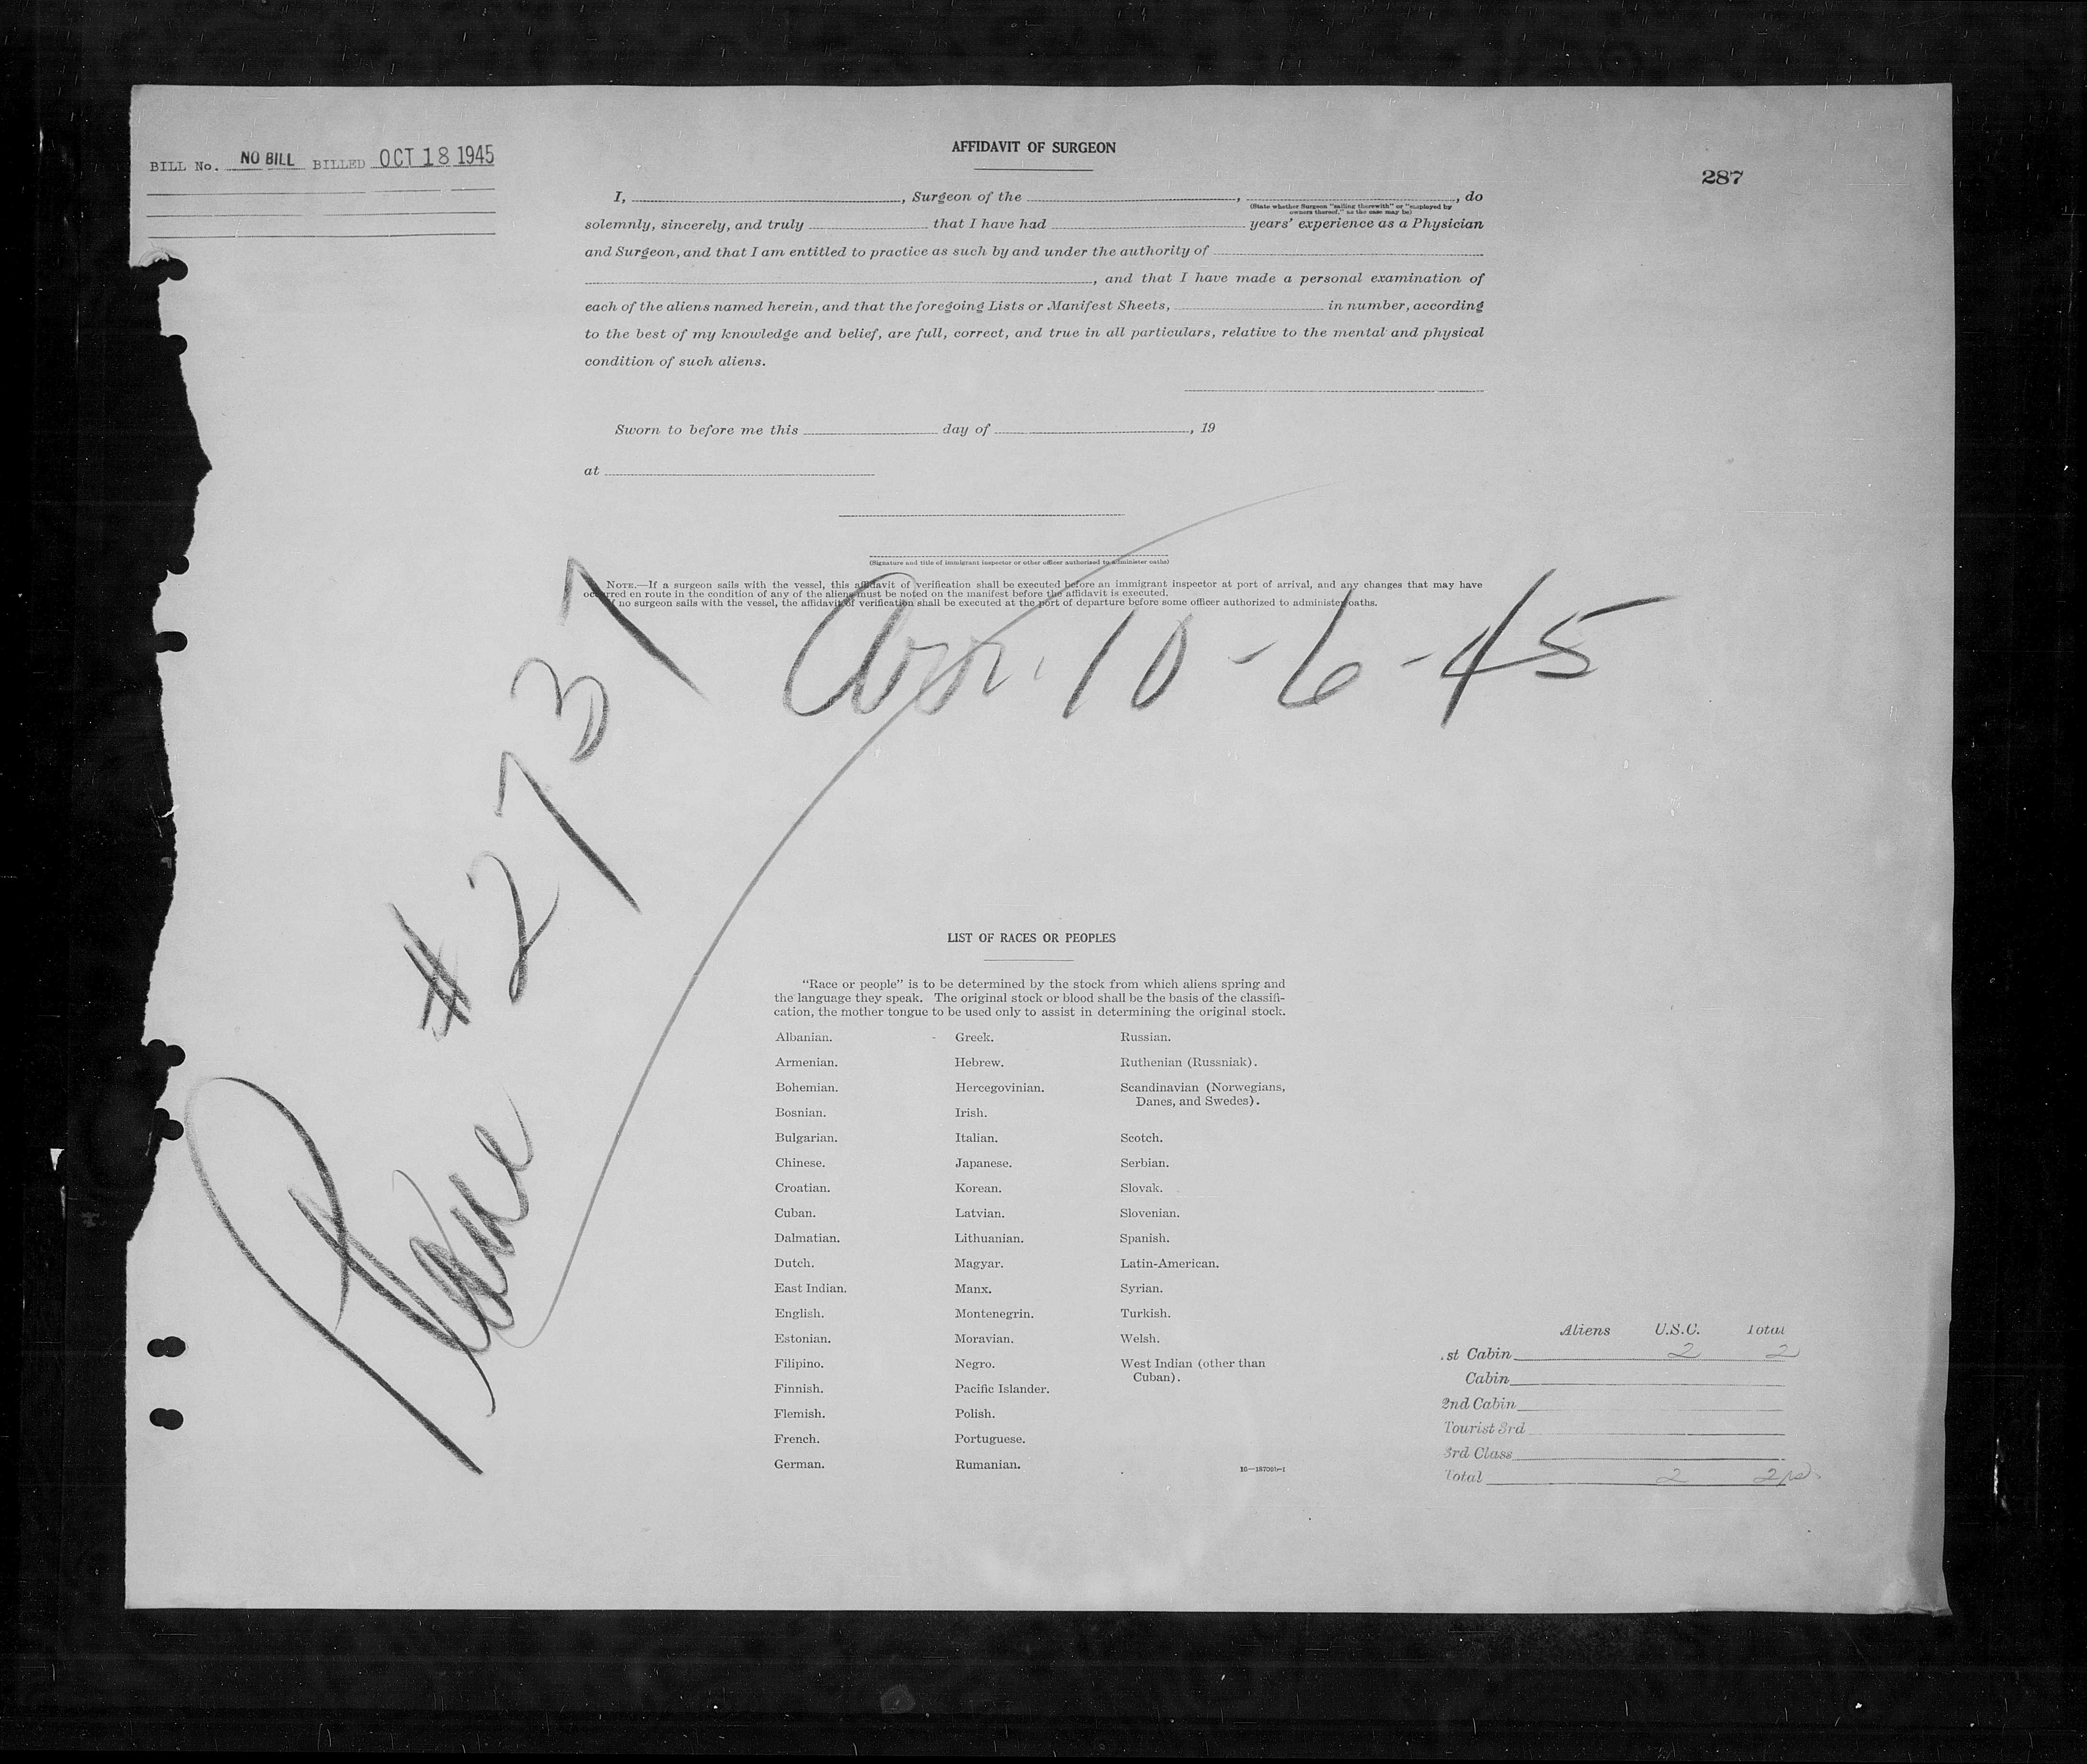 BILL No. NO BILL BILLED OCT 18 1945
287
AFFIDAVIT OF SURGEON
I, , Surgeon of the , , do
(State whether Surgeon "sailing therewith" or "employed by
owners thereof," as the case may be)
solemnly, sincerely, and truly that I have had years' experience as a Physician
and Surgeon, and that I am entitled to practice as such by and under the authority of
, and that I have made a personal examination of
each of the aliens named herein, and that the foregoing Lists or Manifest Sheets, in number, according
to the best of my knowledge and belief, are full, correct, and true in all particulars, relative to the mental and physical
condition of such aliens.
Sworn to before me this day of , 19
at
(Signature and title of immigrant inspector or other officer authorized to administer oaths)
NOTE.—If a surgeon sails with the vessel, this affidavit of verification shall be executed before an immigrant inspector at port of arrival, and any changes that may have
occurred en route in the condition of any of the aliens must be noted on the manifest before the affidavit is executed.
If no surgeon sails with the vessel, the affidavit of verification shall be executed at the port of departure before some officer authorized to administer oaths.
Arr. 10-6-45
Plane #2737
LIST OF RACES OR PEOPLES
"Race or people" is to be determined by the stock from which aliens spring and
the language they speak. The original stock or blood shall be the basis of the classifi-
cation, the mother tongue to be used only to assist in determining the original stock.
Albanian.
Armenian.
Bohemian.
Bosnian.
Bulgarian.
Chinese.
Croatian.
Cuban.
Dalmatian.
Dutch.
East Indian.
English.
Estonian.
Filipino.
Finnish.
Flemish.
French.
German.
Greek.
Hebrew.
Hercegovinian.
Irish.
Italian.
Japanese.
Korean.
Latvian.
Lithuanian.
Magyar.
Manx.
Montenegrin.
Moravian.
Negro.
Pacific Islander.
Polish.
Portuguese.
Rumanian.
Russian.
Ruthenian (Russniak).
Scandinavian (Norwegians,
Danes, and Swedes).
Scotch.
Serbian.
Slovak.
Slovenian.
Spanish.
Latin-American.
Syrian.
Turkish.
Welsh.
West Indian (other than
Cuban).
Aliens U.S.C. Total
st Cabin 2 2
Cabin
2nd Cabin
Tourist 3rd
3rd Class
Total 2 2